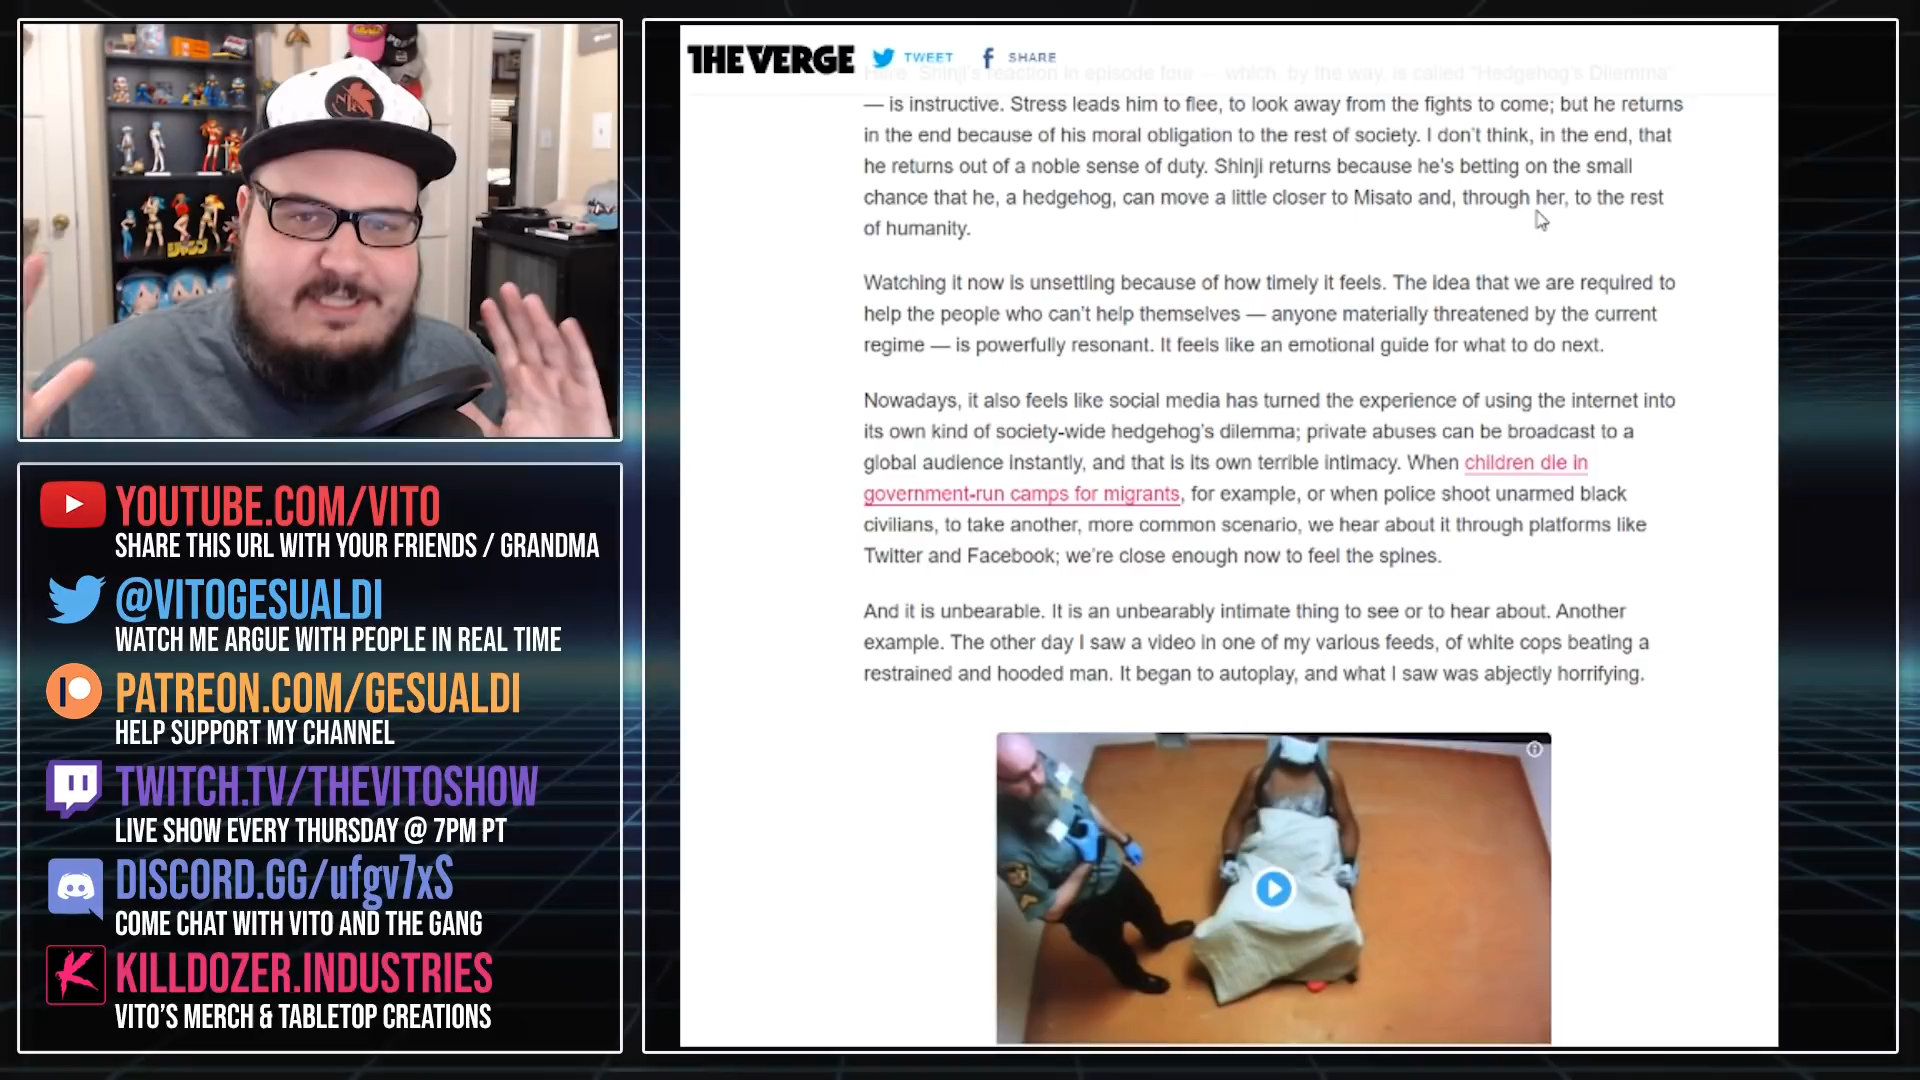 YOUTUBE.COM/VITO
SHARE THIS URL WITH YOUR FRIENDS / GRANDMA
@VITOGESUALDI
WATCH ME ARGUE WITH PEOPLE IN REAL TIME
PATREON.COM/GESUALDI
HELP SUPPORT MY CHANNEL
TWITCH.TV/THEVITOSHOW
LIVE SHOW EVERY THURSDAY @ 7PM PT
DISCORD.GG/ufgv7xS
COME CHAT WITH VITO AND THE GANG
KILLDOZER.INDUSTRIES
VITO'S MERCH & TABLETOP CREATIONS
THE VERGE TWEET SHARE
Here, Shinji's reaction in episode four — which, by the way, is called "Hedgehog's Dilemma"
— is instructive. Stress leads him to flee, to look away from the fights to come; but he returns
in the end because of his moral obligation to the rest of society. I don't think, in the end, that
he returns out of a noble sense of duty. Shinji returns because he's betting on the small
chance that he, a hedgehog, can move a little closer to Misato and, through her, to the rest
of humanity.
Watching it now is unsettling because of how timely it feels. The idea that we are required to
help the people who can't help themselves — anyone materially threatened by the current
regime — is powerfully resonant. It feels like an emotional guide for what to do next.
Nowadays, it also feels like social media has turned the experience of using the internet into
its own kind of society-wide hedgehog's dilemma; private abuses can be broadcast to a
global audience instantly, and that is its own terrible intimacy. When children die in
government-run camps for migrants, for example, or when police shoot unarmed black
civilians, to take another, more common scenario, we hear about it through platforms like
Twitter and Facebook; we're close enough now to feel the spines.
And it is unbearable. It is an unbearably intimate thing to see or to hear about. Another
example. The other day I saw a video in one of my various feeds, of white cops beating a
restrained and hooded man. It began to autoplay, and what I saw was abjectly horrifying.